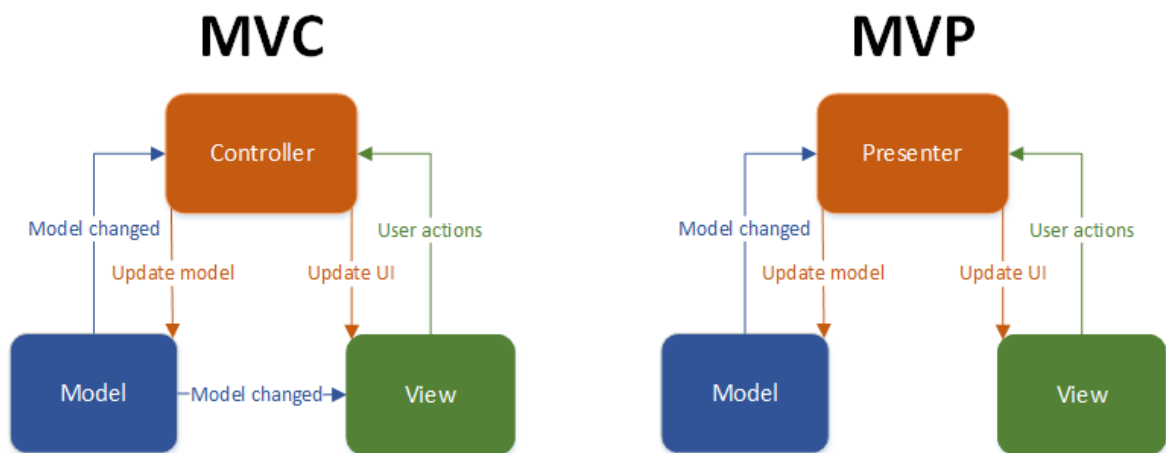 MVC
MVP
Controller
Presenter
Model changed
User actions
Model changed
User actions
Update model
Update UI
Update model
Update UI
Model
Model changed
View
Model
View